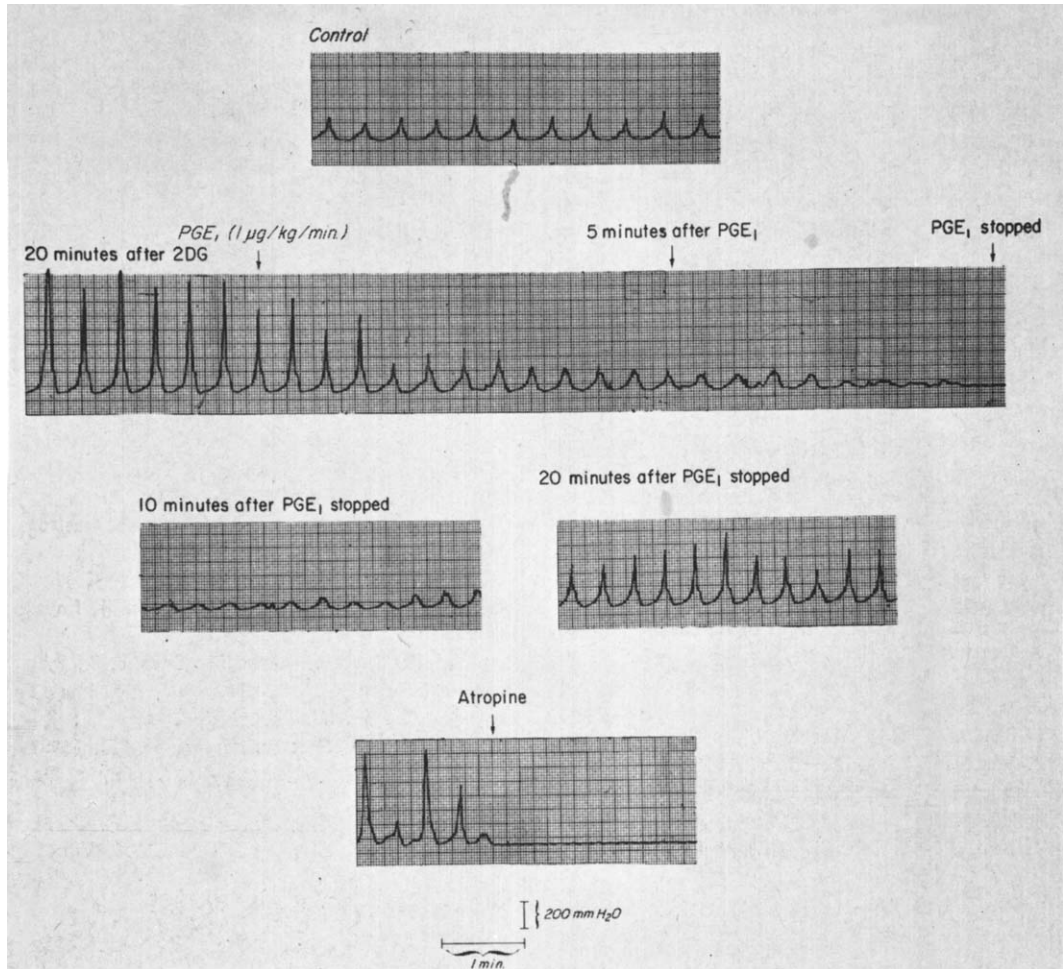 Control
PGE₁ (1 µg/kg/min.)
5 minutes after PGE₁
PGE₁ stopped
20 minutes after 2DG
10 minutes after PGE₁ stopped
20 minutes after PGE₁ stopped
Atropine
200 mm H₂O
1 min.